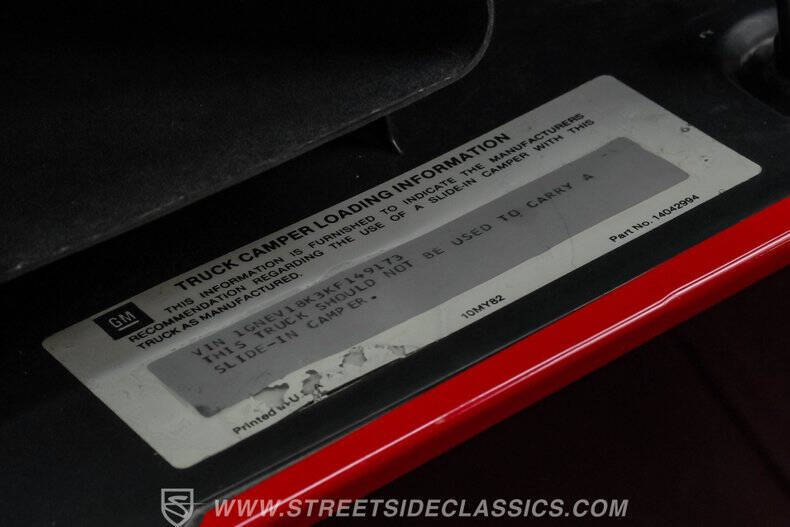 GM
TRUCK CAMPER LOADING INFORMATION
THIS INFORMATION IS FURNISHED TO INDICATE THE MANUFACTURERS
RECOMMENDATION REGARDING THE USE OF A SLIDE-IN CAMPER WITH THIS
TRUCK AS MANUFACTURED.
VIN 1GNEV18K3KF149173
THIS TRUCK SHOULD NOT BE USED TO CARRY A
SLIDE-IN CAMPER.
Printed in U
10MY82
Part No. 14042994
WWW.STREETSIDECLASSICS.COM